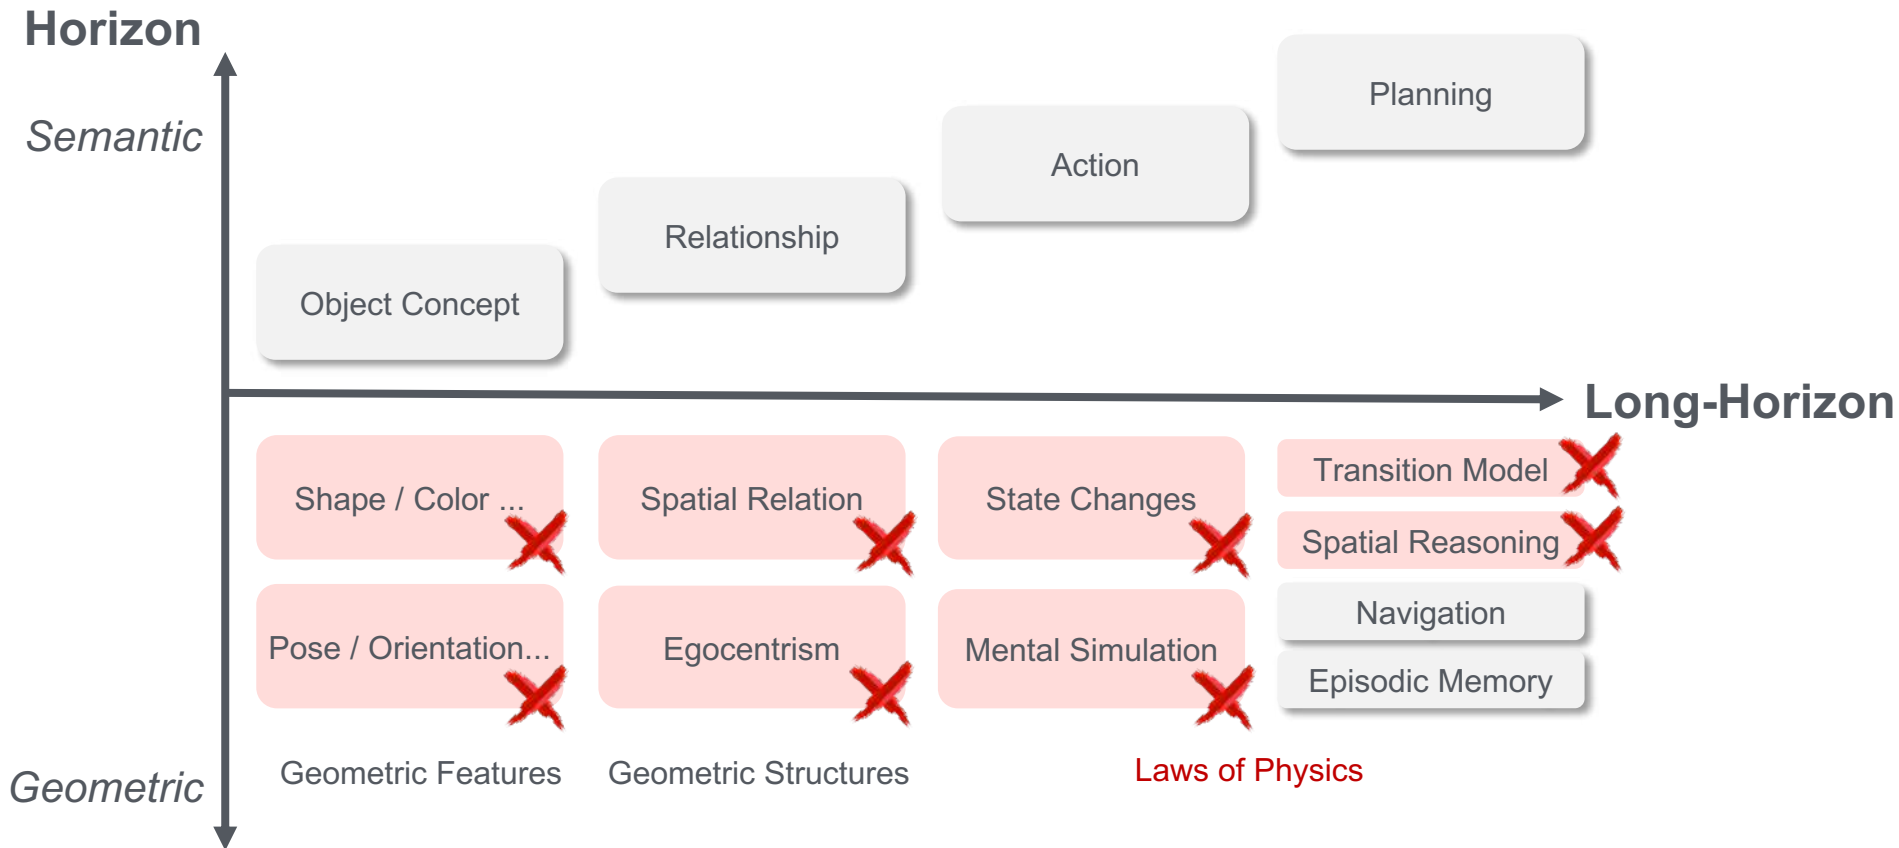 Horizon
Semantic
Planning
Action
Relationship
Object Concept
Long-Horizon
Shape / Color ...
Spatial Relation
State Changes
Transition Model
Spatial Reasoning
Pose / Orientation...
Egocentrism
Mental Simulation
Navigation
Episodic Memory
Geometric
Geometric Features
Geometric Structures
Laws of Physics